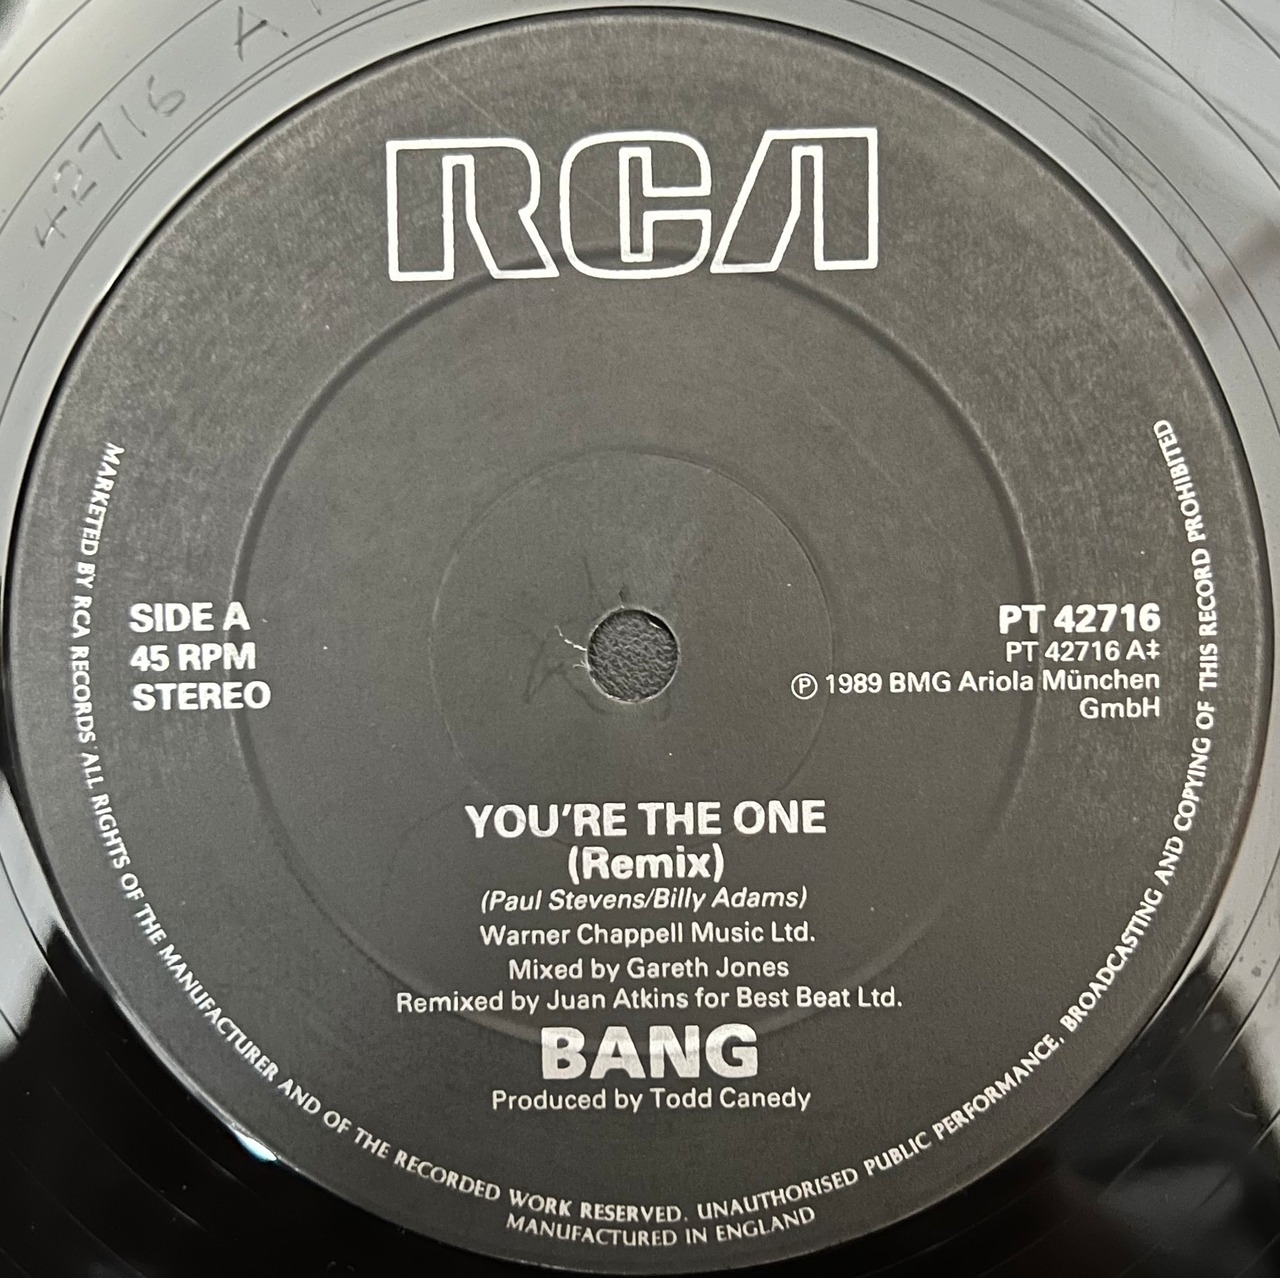 42716 A
RCA
SIDE A
45 RPM
STEREO
PT 42716
PT 42716 A‡
Ⓟ 1989 BMG Ariola München
GmbH
YOU'RE THE ONE
(Remix)
(Paul Stevens/Billy Adams)
Warner Chappell Music Ltd.
Mixed by Gareth Jones
Remixed by Juan Atkins for Best Beat Ltd.
BANG
Produced by Todd Canedy
MARKETED BY RCA RECORDS ALL RIGHTS OF THE MANUFACTURER AND OF THE RECORDED WORK RESERVED. UNAUTHORISED PUBLIC PERFORMANCE, BROADCASTING AND COPYING OF THIS RECORD PROHIBITED
MANUFACTURED IN ENGLAND